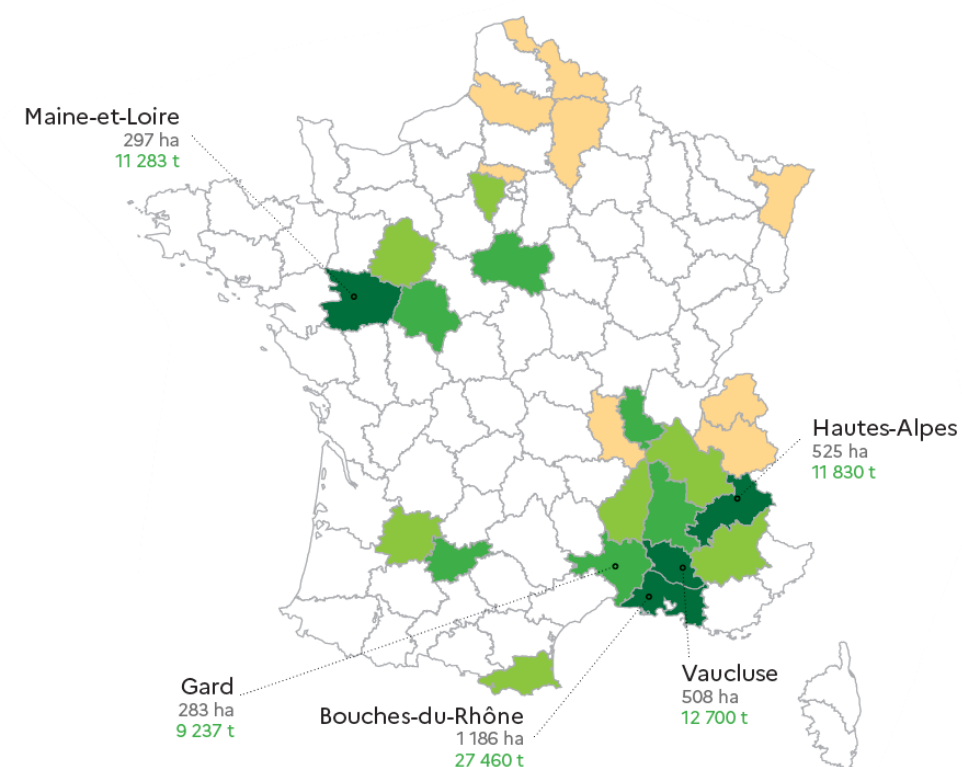 Maine-et-Loire
297 ha
11 283 t
Hautes-Alpes
525 ha
11 830 t
Gard
283 ha
9 237 t
Bouches-du-Rhône
1 186 ha
27 460 t
Vaucluse
508 ha
12 700 t